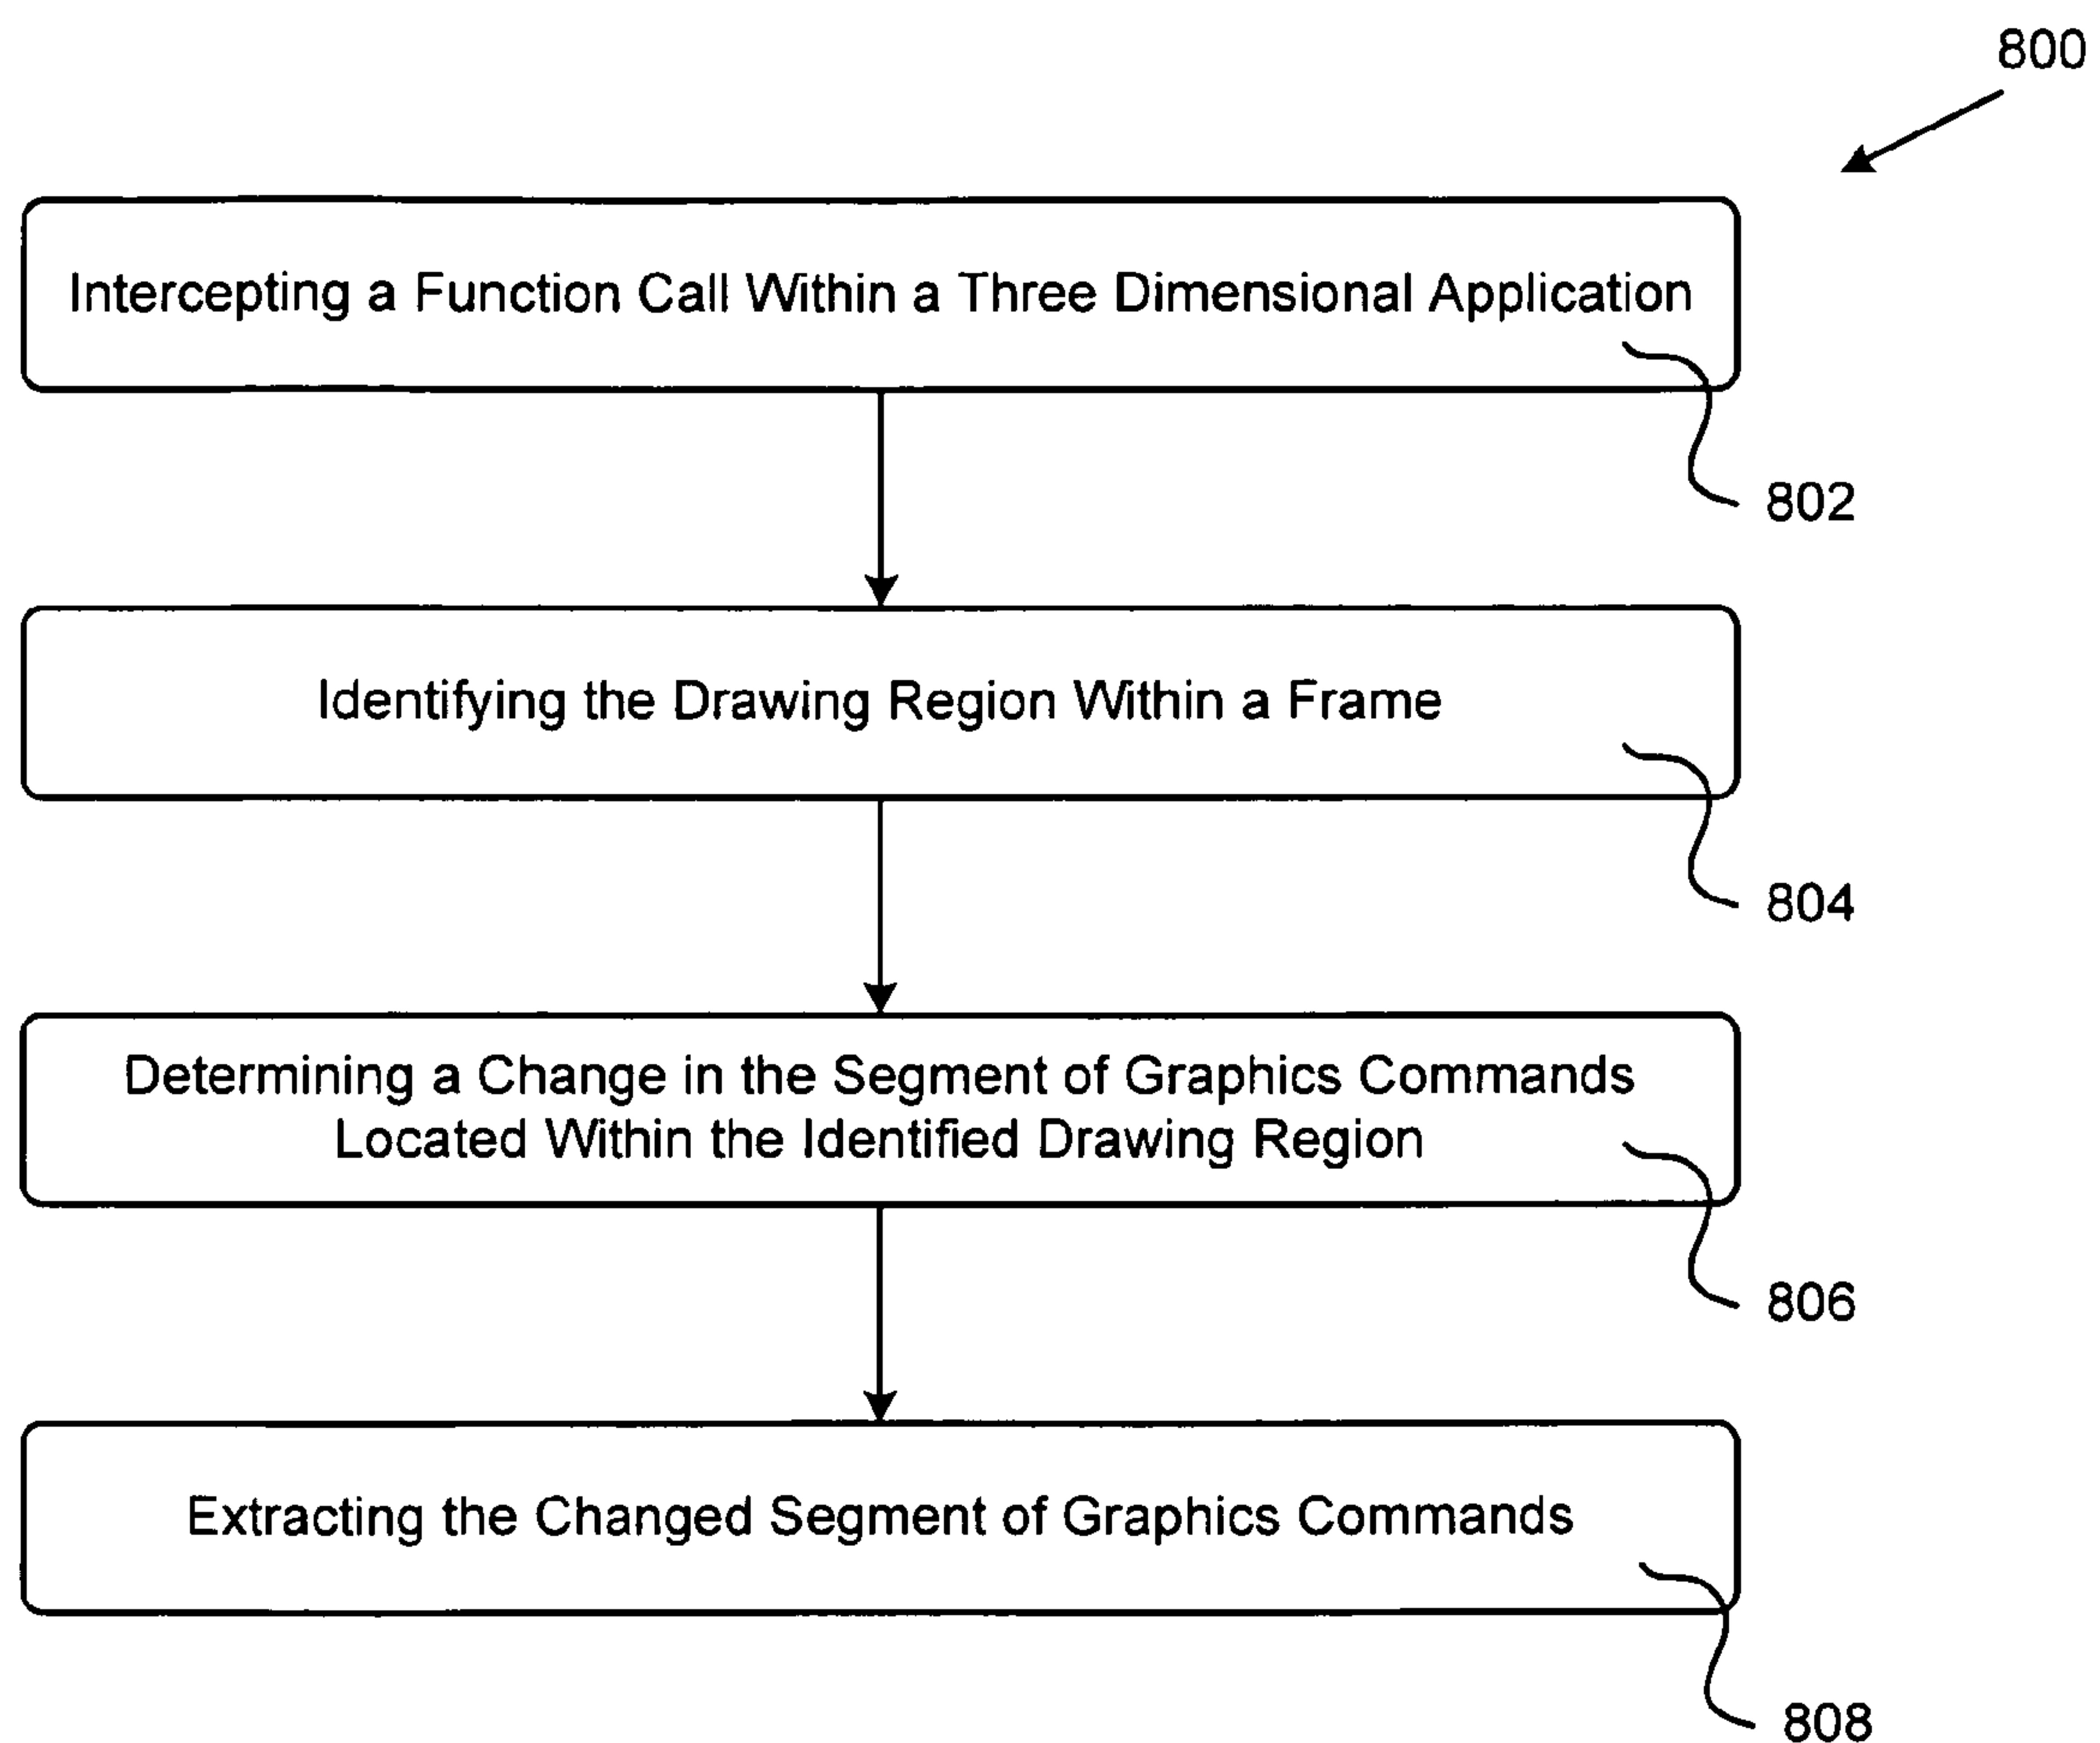 800
Intercepting a Function Call Within a Three Dimensional Application
802
Identifying the Drawing Region Within a Frame
804
Determining a Change in the Segment of Graphics Commands
Located Within the Identified Drawing Region
806
Extracting the Changed Segment of Graphics Commands
808